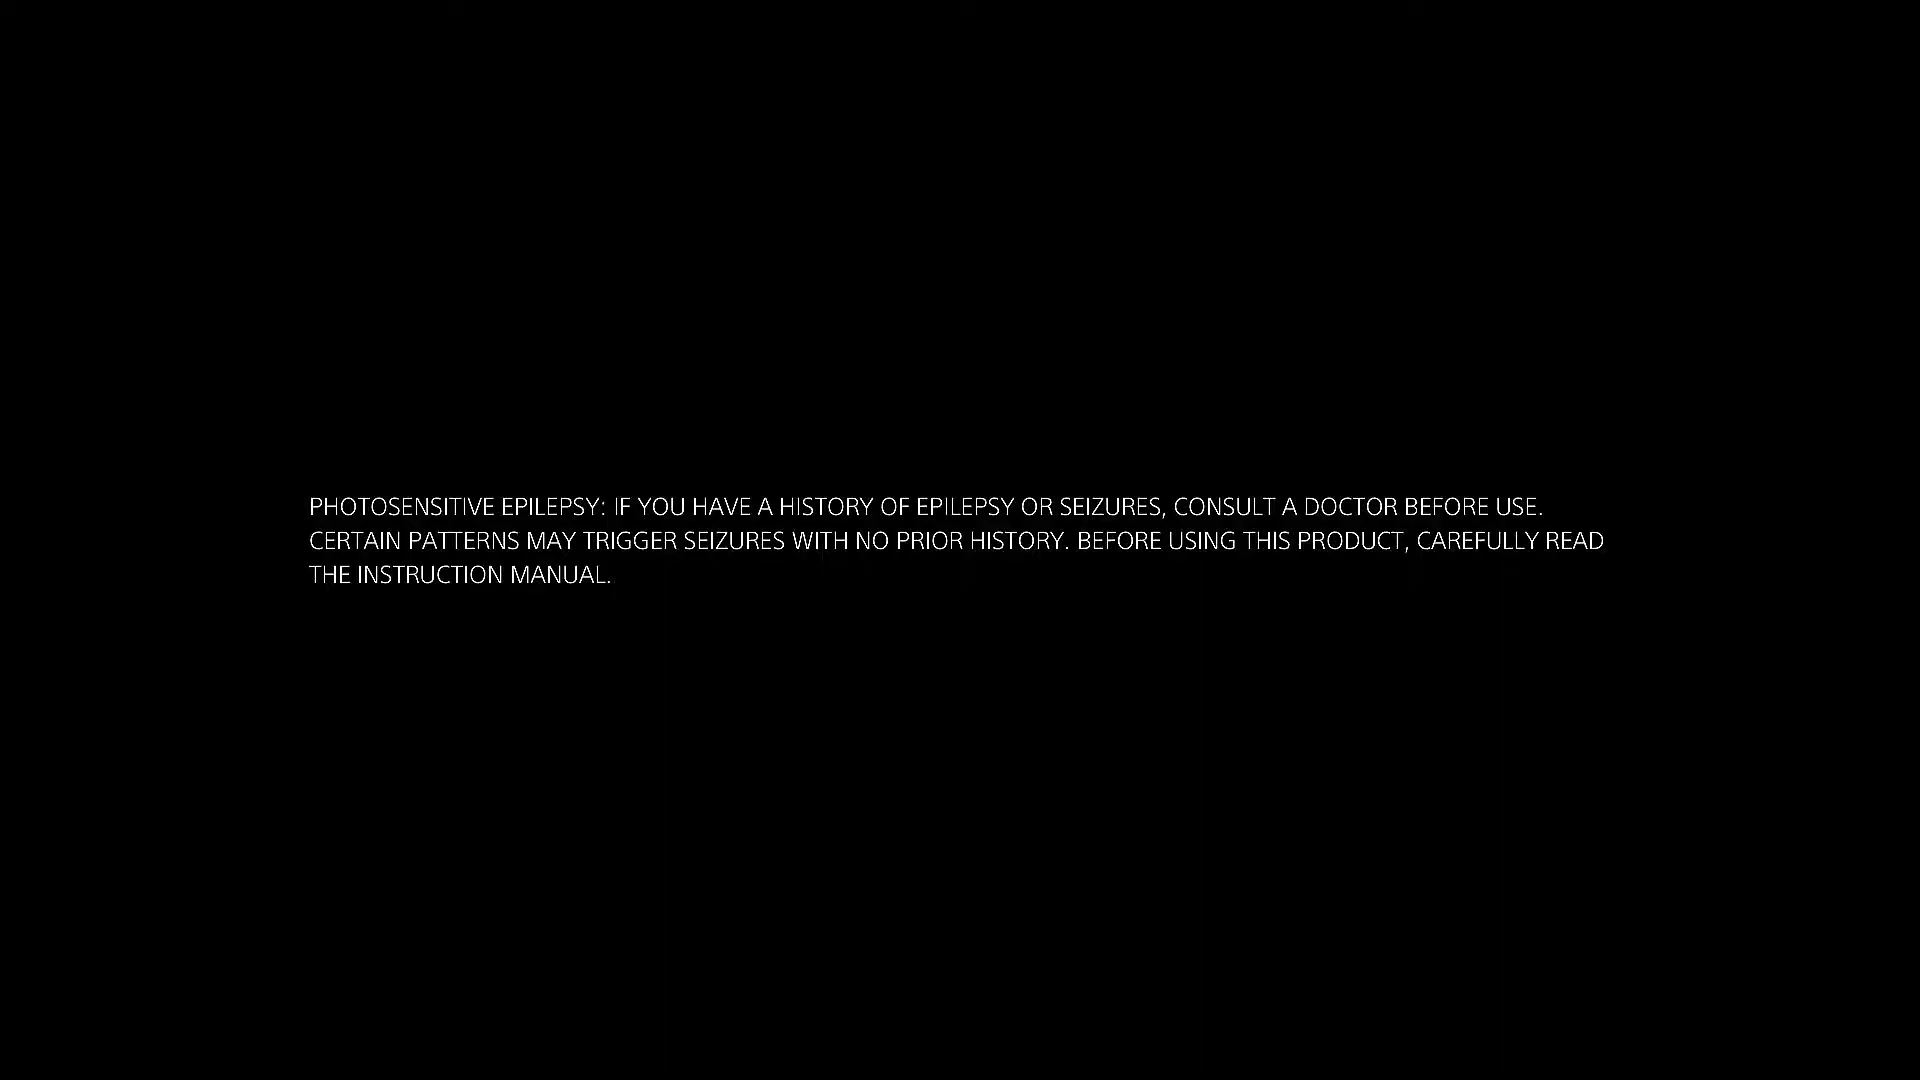 PHOTOSENSITIVE EPILEPSY: IF YOU HAVE A HISTORY OF EPILEPSY OR SEIZURES, CONSULT A DOCTOR BEFORE USE.
CERTAIN PATTERNS MAY TRIGGER SEIZURES WITH NO PRIOR HISTORY. BEFORE USING THIS PRODUCT, CAREFULLY READ
THE INSTRUCTION MANUAL.